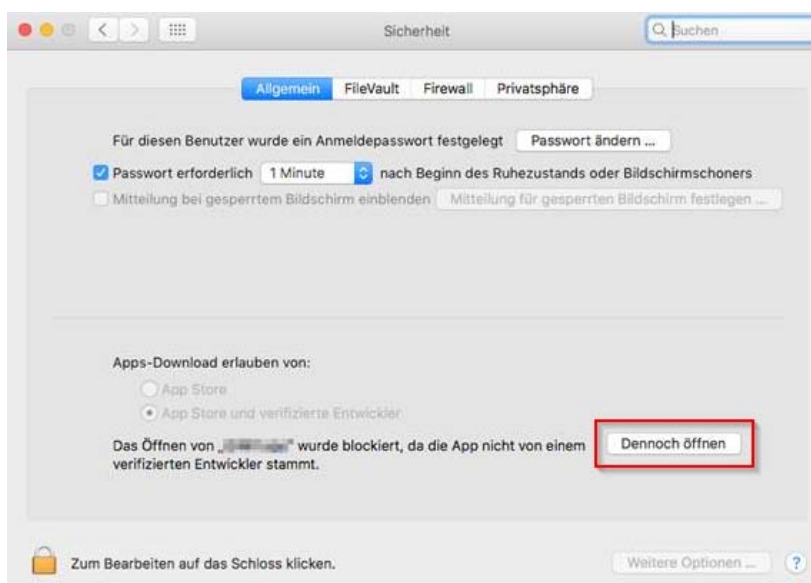 Sicherheit
Suchen
Allgemein FileVault Firewall Privatsphäre
Für diesen Benutzer wurde ein Anmeldepasswort festgelegt Passwort ändern ...
Passwort erforderlich 1 Minute nach Beginn des Ruhezustands oder Bildschirmschoners
Mitteilung bei gesperrtem Bildschirm einblenden Mitteilung für gesperrten Bildschirm festlegen ...
Apps-Download erlauben von:
App Store
App Store und verifizierte Entwickler
Das Öffnen von „ “ wurde blockiert, da die App nicht von einem
verifizierten Entwickler stammt.
Dennoch öffnen
Zum Bearbeiten auf das Schloss klicken.
Weitere Optionen ... ?